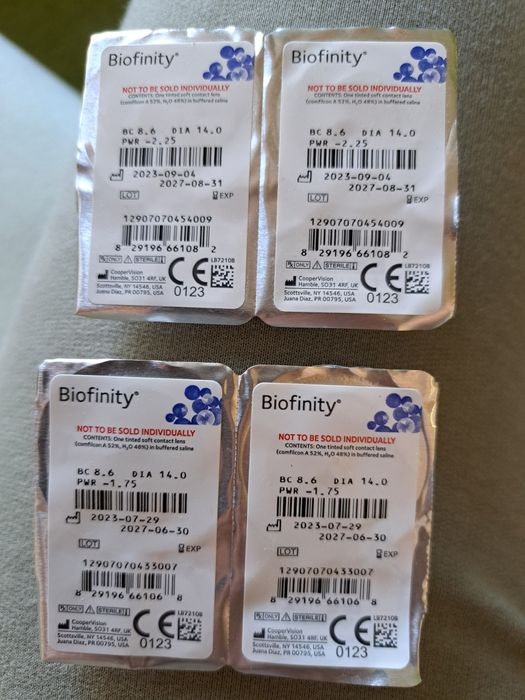 Biofinity®
NOT TO BE SOLD INDIVIDUALLY
CONTENTS: One tinted soft contact lens
(comfilcon A 52%, H₂O 48%) in buffered saline
BC 8.6 DIA 14.0
PWR -2.25
2023-09-04
2027-08-31
LOT EXP
12907070454009
8 29196 66108 2
℞ ONLY STERILE
LB72108
CooperVision
Hamble, SO31 4RF, UK
Scottsville, NY 14546, USA
Juana Diaz, PR 00795, USA
CE
0123
Biofinity®
NOT TO BE SOLD INDIVIDUALLY
CONTENTS: One tinted soft contact lens
(comfilcon A 52%, H₂O 48%) in buffered saline
BC 8.6 DIA 14.0
PWR -2.25
2023-09-04
2027-08-31
LOT EXP
12907070454009
8 29196 66108 2
℞ ONLY STERILE
LB72108
CooperVision
Hamble, SO31 4RF, UK
Scottsville, NY 14546, USA
Juana Diaz, PR 00795, USA
CE
0123
Biofinity®
NOT TO BE SOLD INDIVIDUALLY
CONTENTS: One tinted soft contact lens
(comfilcon A 52%, H₂O 48%) in buffered saline
BC 8.6 DIA 14.0
PWR -1.75
2023-07-29
2027-06-30
LOT EXP
12907070433007
8 29196 66106 8
℞ ONLY STERILE
LB72108
CooperVision
Hamble, SO31 4RF, UK
Scottsville, NY 14546, USA
Juana Diaz, PR 00795, USA
CE
0123
Biofinity®
NOT TO BE SOLD INDIVIDUALLY
CONTENTS: One tinted soft contact lens
(comfilcon A 52%, H₂O 48%) in buffered saline
BC 8.6 DIA 14.0
PWR -1.75
2023-07-29
2027-06-30
LOT EXP
12907070433007
8 29196 66106 8
℞ ONLY STERILE
LB72108
CooperVision
Hamble, SO31 4RF, UK
Scottsville, NY 14546, USA
Juana Diaz, PR 00795, USA
CE
0123